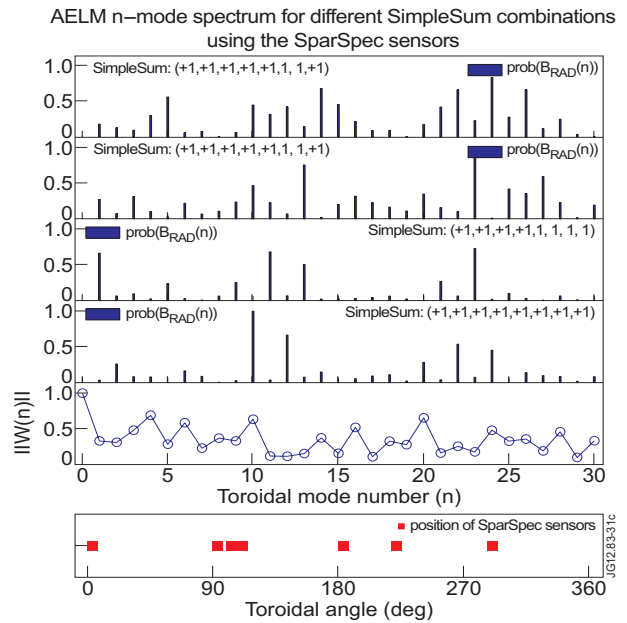 AELM n-mode spectrum for different SimpleSum combinations
using the SparSpec sensors
1.0
SimpleSum: (+1,+1,+1,+1,+1,1, 1,+1)
prob(B_RAD(n))
0.5
0
1.0
SimpleSum: (+1,+1,+1,+1,+1,1, 1,+1)
prob(B_RAD(n))
0.5
0
1.0
prob(B_RAD(n))
SimpleSum: (+1,+1,+1,+1,1, 1, 1, 1)
0.5
0
1.0
prob(B_RAD(n))
SimpleSum: (+1,+1,+1,+1,+1,+1,+1,+1)
0.5
0
1.0
0.5
0
||W(n)||
0 5 10 15 20 25 30
Toroidal mode number (n)
position of SparSpec sensors
0 90 180 270 360
Toroidal angle (deg)
JG12.83-31c